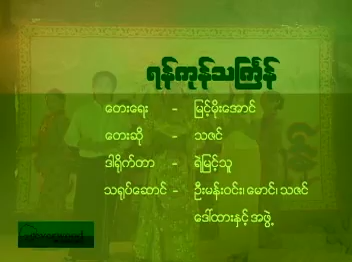 ရန်ကုန်သင်္ကြန်
တေးရေး - မြင့်မိုးအောင်
တေးဆို - သဇင်
ဒါရိုက်တာ - ရဲမြင့်သူ
သရုပ်ဆောင် - ဦးမန်းဝင်း၊ မောင်၊ သဇင်
ဒေါ်ထားနှင့် အဖွဲ့